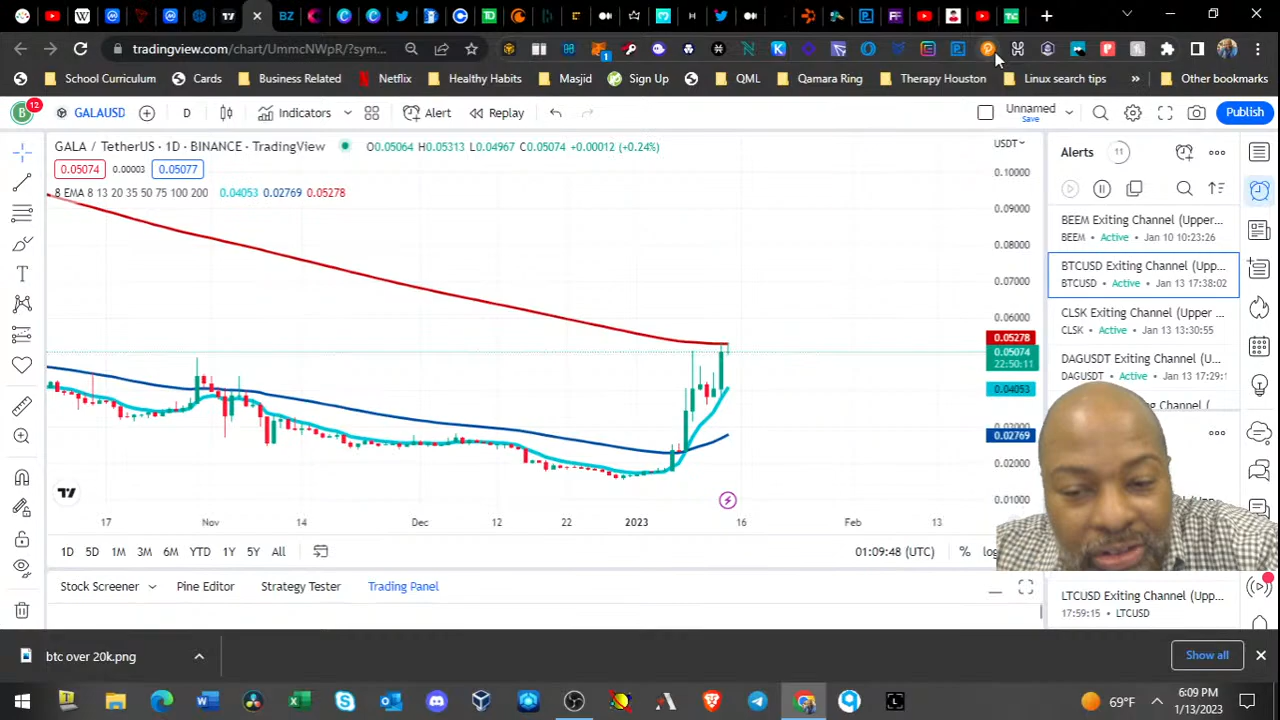 tradingview.com/chart/UmmcNWpR/?sym...
School Curriculum
Cards
Business Related
Netflix
Healthy Habits
Masjid
Sign Up
QML
Qamara Ring
Therapy Houston
Linux search tips
»
Other bookmarks
B 12
GALAUSD
D
Indicators
Alert
Replay
Unnamed
Save
Publish
GALA / TetherUS · 1D · BINANCE · TradingView
O0.05064 H0.05313 L0.04967 C0.05074 +0.00012 (+0.24%)
0.05074
0.00003
0.05077
8 EMA 8 13 20 35 50 75 100 200
0.04053
0.02769
0.05278
USDT
0.10000
0.09000
0.08000
0.07000
0.06000
0.05278
0.05074
22:50:11
0.04053
0.03000
0.02769
0.02000
0.01000
17
Nov
14
Dec
12
22
2023
16
Feb
13
1D
5D
1M
3M
6M
YTD
1Y
5Y
All
01:09:48 (UTC)
%
log
Alerts
11
BEEM Exiting Channel (Upper...
BEEM • Active • Jan 10 10:23:26
BTCUSD Exiting Channel (Upp...
BTCUSD • Active • Jan 13 17:38:02
CLSK Exiting Channel (Upper ...
CLSK • Active • Jan 13 13:30:55
DAGUSDT Exiting Channel (U...
DAGUSDT • Active • Jan 13 17:29:1
LTCUSD Exiting Channel (Upp...
17:59:15 • LTCUSD
Stock Screener
Pine Editor
Strategy Tester
Trading Panel
btc over 20k.png
Show all
69°F
6:09 PM
1/13/2023